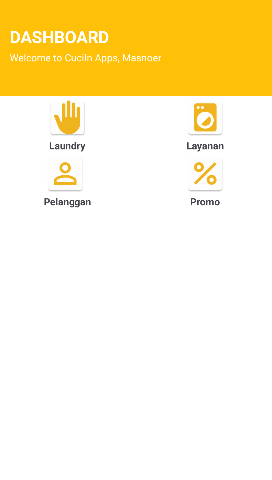 DASHBOARD
Welcome to Cuciin Apps, Masnoer
Laundry
Layanan
Pelanggan
Promo